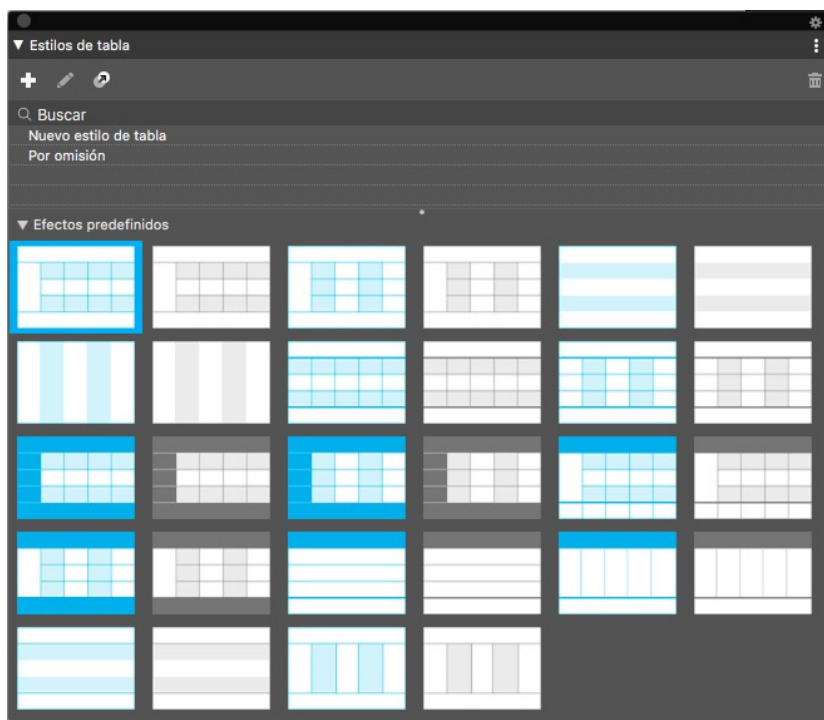 Estilos de tabla
Buscar
Nuevo estilo de tabla
Por omisión
Efectos predefinidos